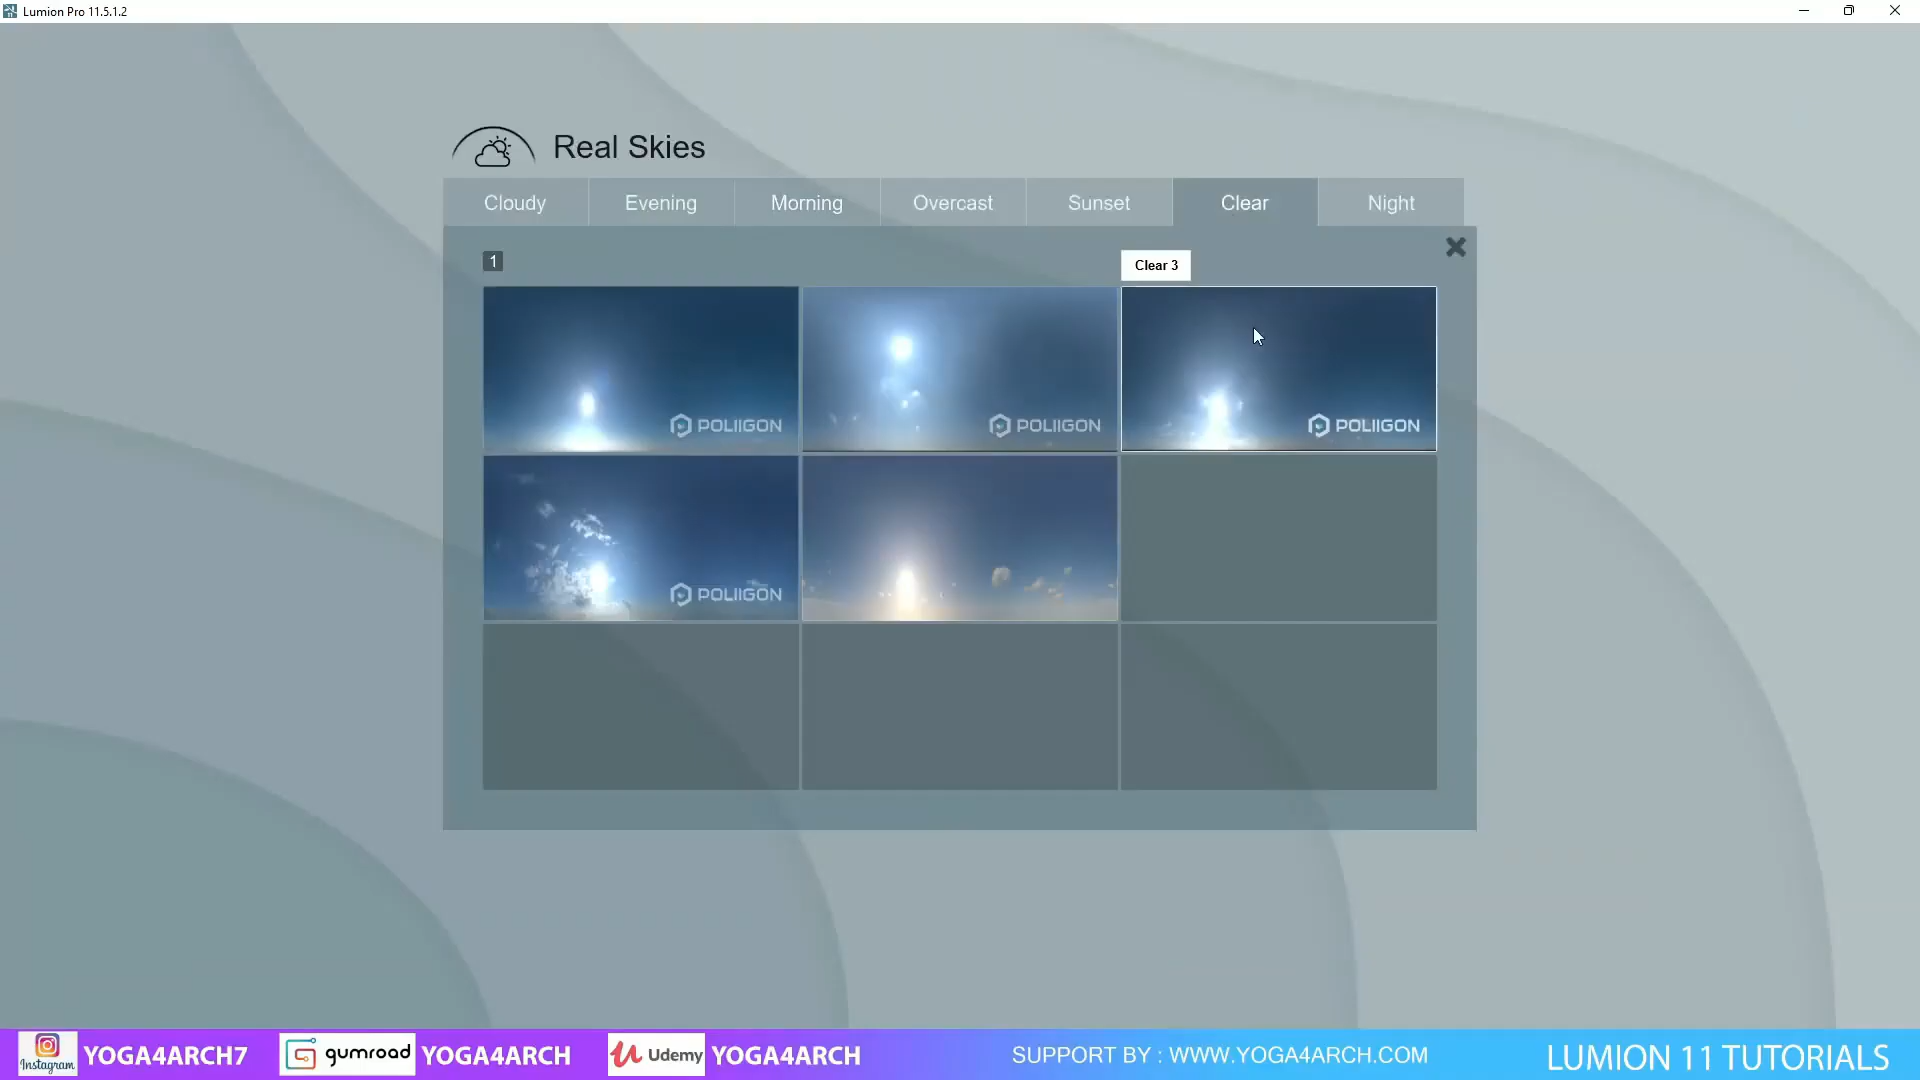 Lumion Pro 11.5.1.2
Real Skies
Cloudy Evening Morning Overcast Sunset Clear Night
1
Clear 3
POLIIGON POLIIGON POLIIGON
POLIIGON
Instagram YOGA4ARCH7 gumroad YOGA4ARCH Udemy YOGA4ARCH SUPPORT BY : WWW.YOGA4ARCH.COM LUMION 11 TUTORIALS